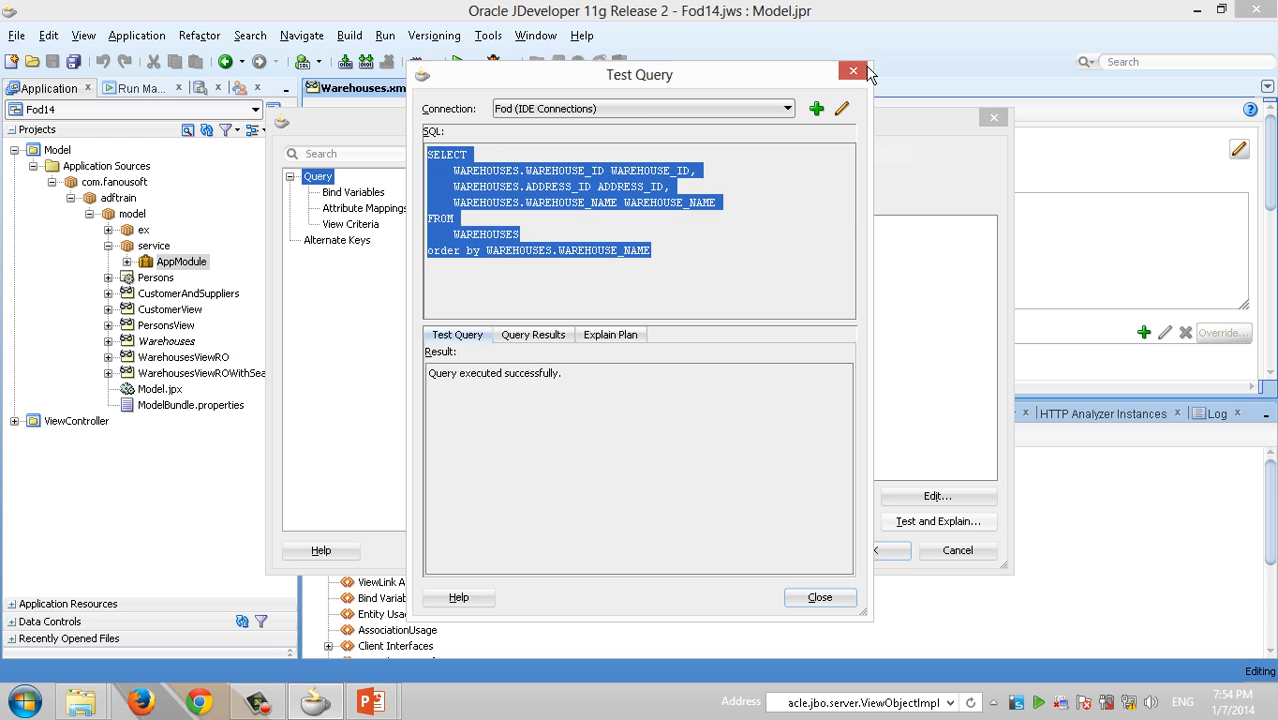 Oracle JDeveloper 11g Release 2 - Fod14.jws : Model.jpr
File Edit View Application Refactor Search Navigate Build Run Versioning Tools Window Help
Search
Application
Run Ma...
Warehouses.xm
Test Query
Fod14
Projects
Model
Application Sources
com.fanousoft
adftrain
model
ex
service
AppModule
Persons
CustomerAndSuppliers
CustomerView
PersonsView
Warehouses
WarehousesViewRO
WarehousesViewROWithSea
Model.jpx
ModelBundle.properties
ViewController
Application Resources
Data Controls
Recently Opened Files
Search
Query
Bind Variables
Attribute Mappings
View Criteria
Alternate Keys
Help
Connection:
Fod (IDE Connections)
SQL:
SELECT
WAREHOUSES.WAREHOUSE_ID WAREHOUSE_ID,
WAREHOUSES.ADDRESS_ID ADDRESS_ID,
WAREHOUSES.WAREHOUSE_NAME WAREHOUSE_NAME
FROM
WAREHOUSES
order by WAREHOUSES.WAREHOUSE_NAME
Test Query Query Results Explain Plan
Result:
Query executed successfully.
Help
Close
Override...
HTTP Analyzer Instances
Log
Edit...
Test and Explain...
K
Cancel
ViewLink A
Bind Variab
Entity Usag
AssociationUsage
Client Interfaces
Editing
Address
acle.jbo.server.ViewObjectImpl
ENG
7:54 PM
1/7/2014